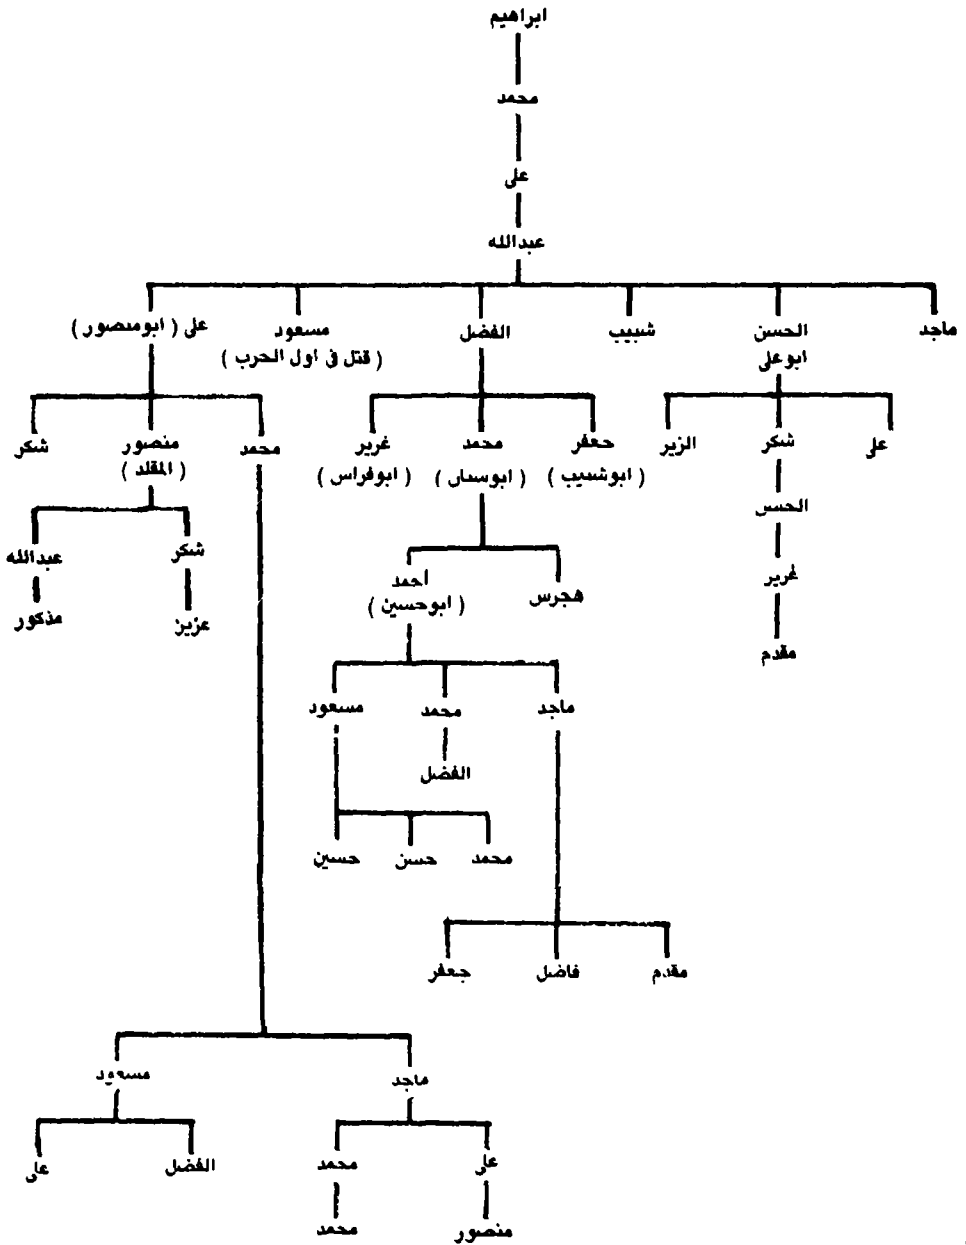 ابراهيم
محمد
على
عبدالله
ماجد
الحسن
ابوعلى
شبيب
الفضل
مسعود
( قتل فى اول الحرب )
على ( ابومنصور )
على
شكر
الزير
جعفر
( ابوشبيب )
محمد
( ابوسنان )
غرير
( ابوفراس )
محمد
منصور
( المقلد )
شكر
الحسن
هجرس
أحمد
( ابوحسين )
شكر
عبدالله
غرير
عزيز
مذكور
مقدم
ماجد
محمد
مسعود
الفضل
محمد
حسن
حسين
مقدم
فاضل
جعفر
ماجد
مسعود
على
محمد
الفضل
على
منصور
محمد